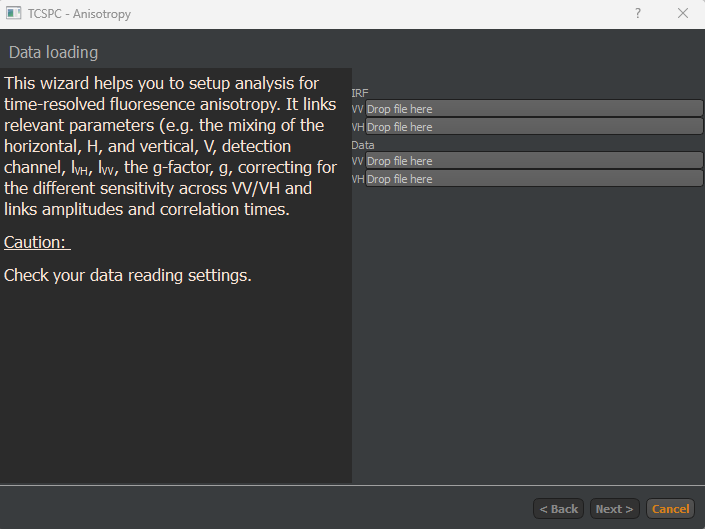 TCSPC - Anisotropy
?
Data loading
This wizard helps you to setup analysis for
time-resolved fluoresence anisotropy. It links
relevant parameters (e.g. the mixing of the
horizontal, H, and vertical, V, detection
channel, lVH, lVV, the g-factor, g, correcting for
the different sensitivity across VV/VH and
links amplitudes and correlation times.
Caution:
Check your data reading settings.
IRF
VV Drop file here
VH Drop file here
Data
VV Drop file here
VH Drop file here
< Back Next > Cancel